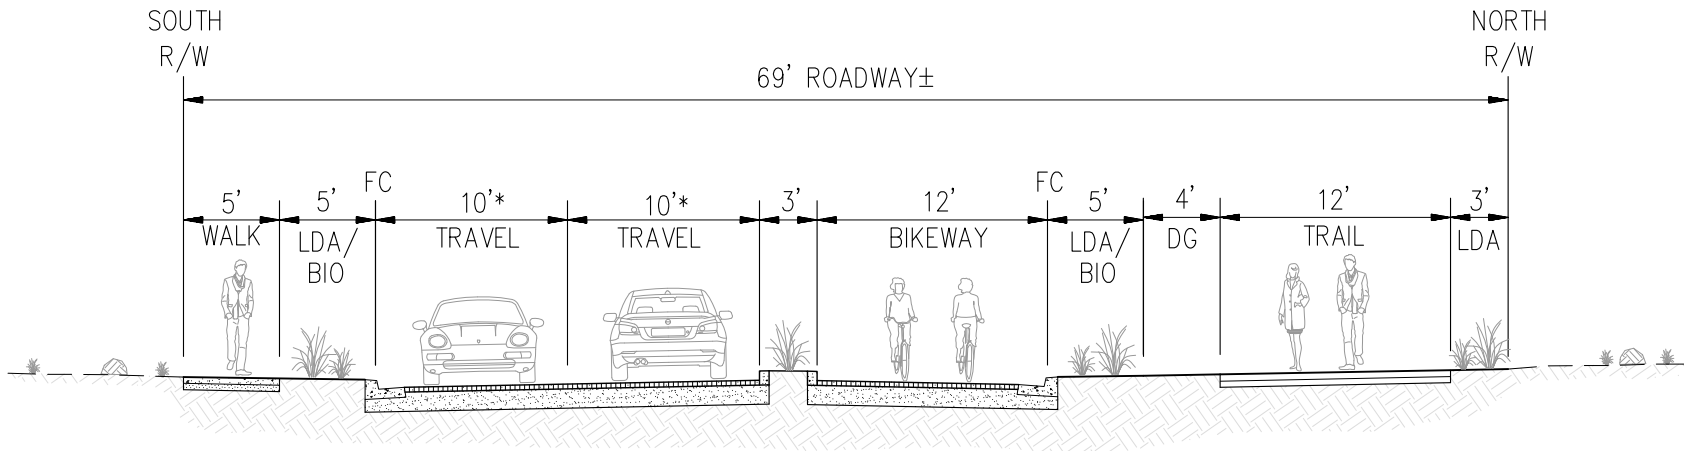 SOUTH
R/W
NORTH
R/W
69' ROADWAY±
5'
WALK
5'
LDA/
BIO
FC
10'*
TRAVEL
10'*
TRAVEL
3'
12'
BIKEWAY
FC
5'
LDA/
BIO
4'
DG
12'
TRAIL
3'
LDA